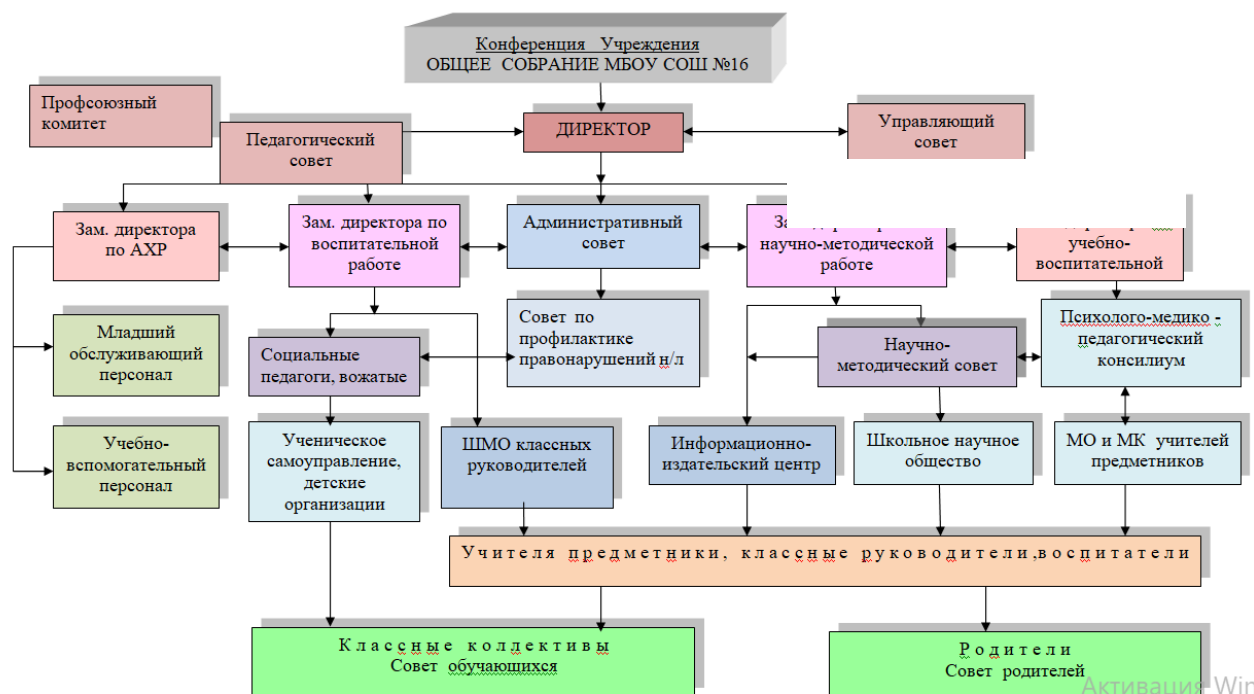 Конференция Учреждения
ОБЩЕЕ СОБРАНИЕ МБОУ СОШ №16
Профсоюзный
комитет
Педагогический
совет
ДИРЕКТОР
Управляющий
совет
Зам. директора
по АХР
Зам. директора по
воспитательной
работе
Административный
совет
научно-методической
работе
учебно-
воспитательной
Младший
обслуживающий
персонал
Социальные
педагоги, вожатые
Совет по
профилактике
правонарушений н/л
Научно-
методический совет
Психолого-медико -
педагогический
консилиум
Учебно-
вспомогательный
персонал
Ученическое
самоуправление,
детские
организации
ШМО классных
руководителей
Информационно-
издательский центр
Школьное научное
общество
МО и МК учителей
предметников
Учителя предметники, классные руководители,воспитатели
Классные коллективы
Совет обучающихся
Родители
Совет родителей
Активация Win